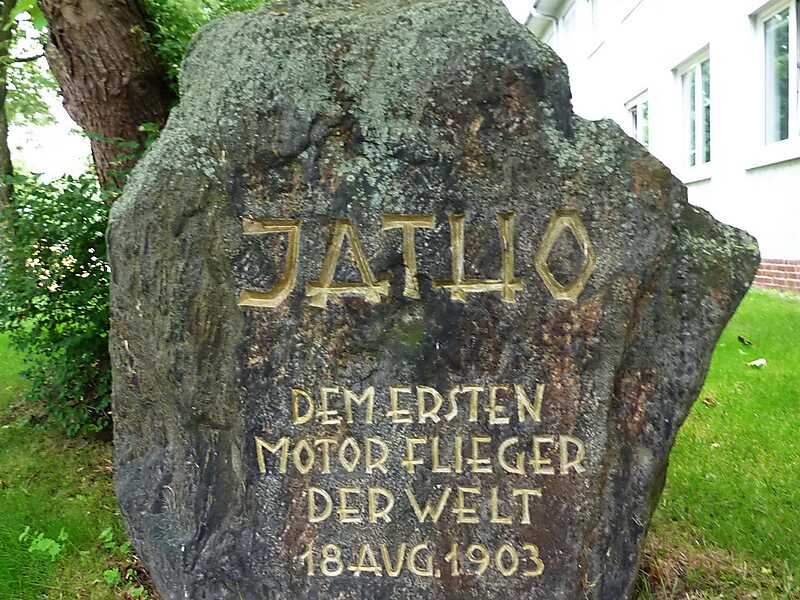 JATHO
DEM ERSTEN
MOTOR FLIEGER
DER WELT
18.AUG.1903